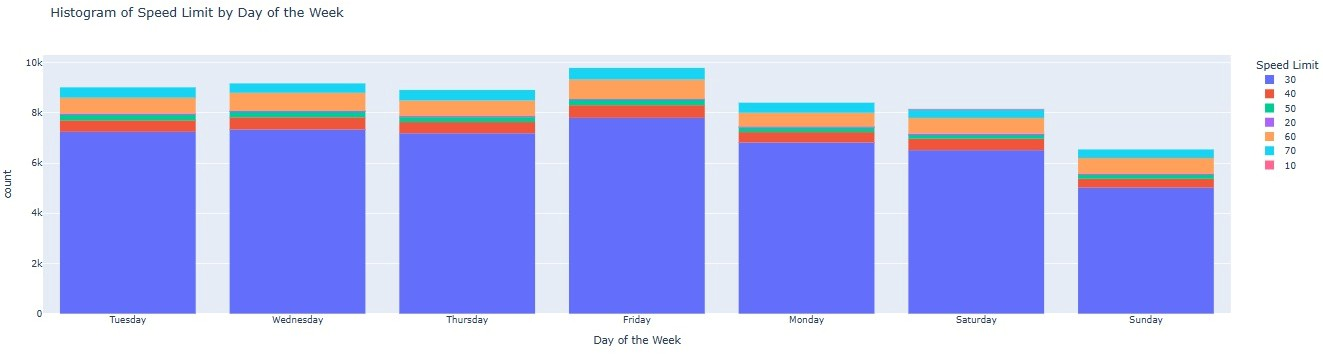 Histogram of Speed Limit by Day of the Week
10k
8k
6k
4k
2k
0
count
Tuesday
Wednesday
Thursday
Friday
Monday
Saturday
Sunday
Day of the Week
Speed Limit
30
40
50
20
60
70
10